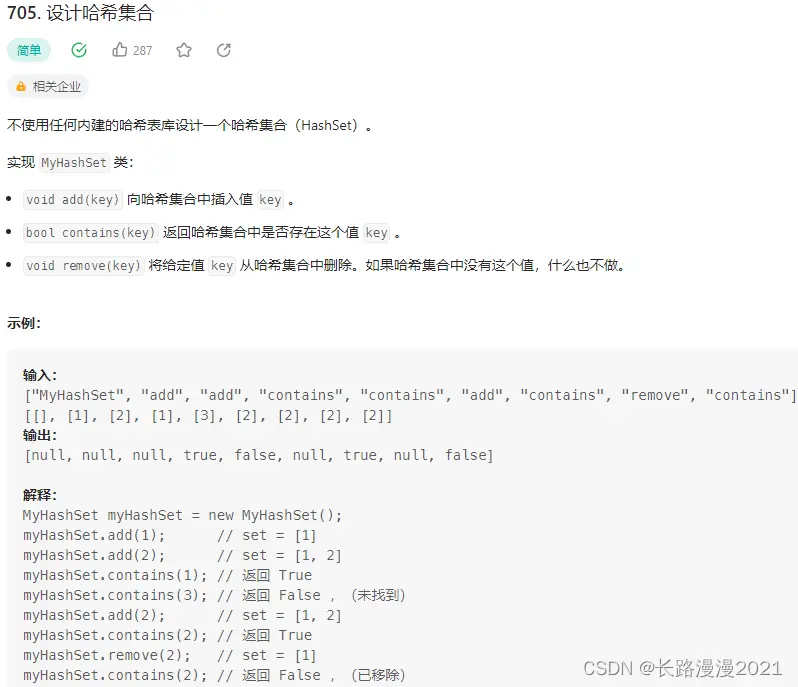 705. 设计哈希集合
简单 287
相关企业
不使用任何内建的哈希表库设计一个哈希集合（HashSet）。
实现 MyHashSet 类：
• void add(key) 向哈希集合中插入值 key 。
• bool contains(key) 返回哈希集合中是否存在这个值 key 。
• void remove(key) 将给定值 key 从哈希集合中删除。如果哈希集合中没有这个值，什么也不做。
示例：
输入：
["MyHashSet", "add", "add", "contains", "contains", "add", "contains", "remove", "contains"]
[[], [1], [2], [1], [3], [2], [2], [2], [2]]
输出：
[null, null, null, true, false, null, true, null, false]
解释：
MyHashSet myHashSet = new MyHashSet();
myHashSet.add(1);      // set = [1]
myHashSet.add(2);      // set = [1, 2]
myHashSet.contains(1); // 返回 True
myHashSet.contains(3); // 返回 False ，（未找到）
myHashSet.add(2);      // set = [1, 2]
myHashSet.contains(2); // 返回 True
myHashSet.remove(2);   // set = [1]
myHashSet.contains(2); // 返回 False ，（已移除）
CSDN @长路漫漫2021